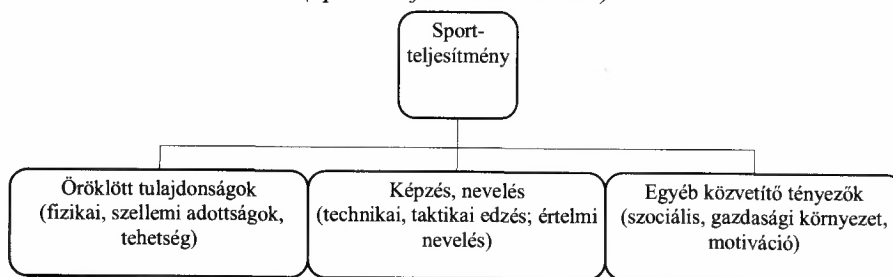 Sport-
teljesítmény
Öröklött tulajdonságok
(fizikai, szellemi adottságok,
tehetség)
Képzés, nevelés
(technikai, taktikai edzés; értelmi
nevelés)
Egyéb közvetítő tényezők
(szociális, gazdasági környezet,
motiváció)